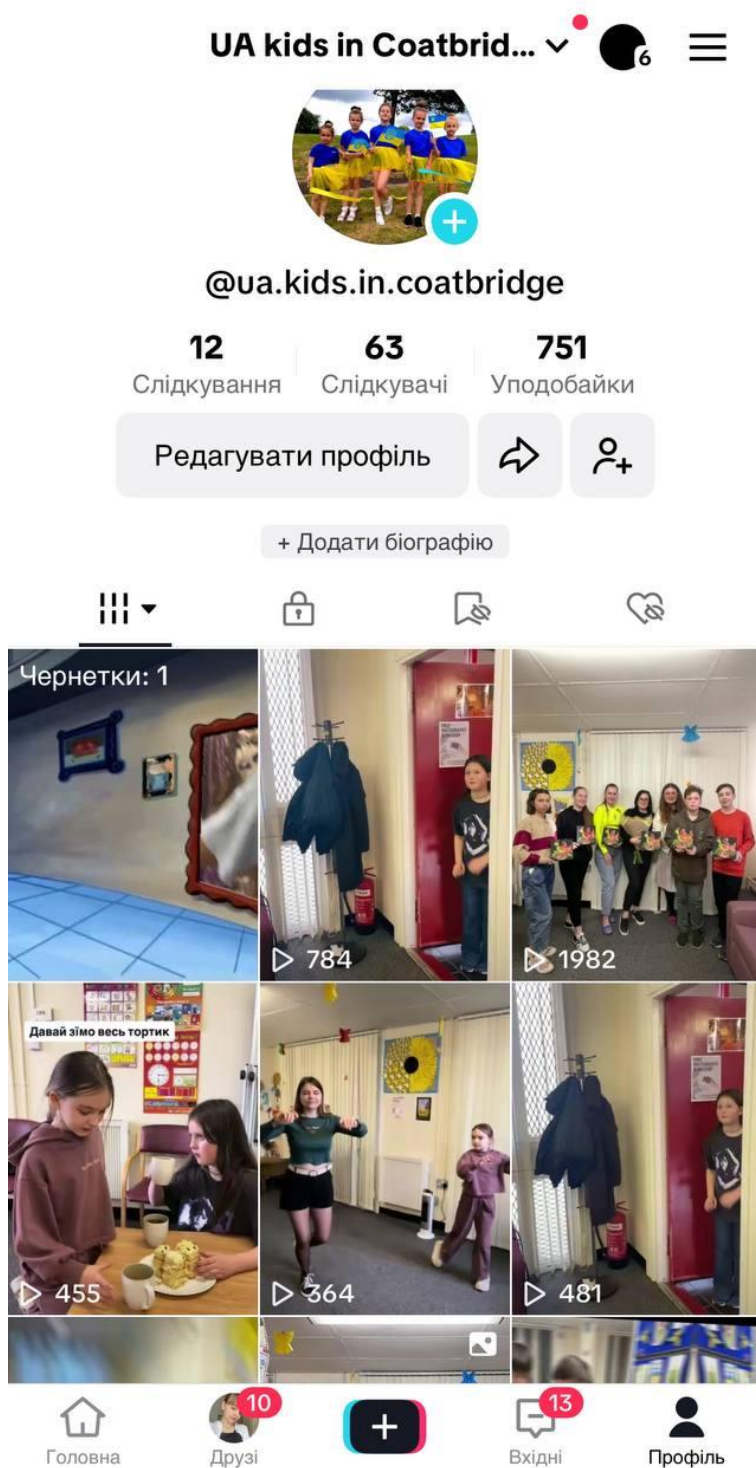 UA kids in Coatbrid...
6
@ua.kids.in.coatbridge
12 63 751
Слідкування Слідкувачі Уподобайки
Редагувати профіль
+ Додати біографію
Чернетки: 1
784
1982
Давай зїмо весь тортик
455
364
481
10
13
Головна Друзі Вхідні Профіль